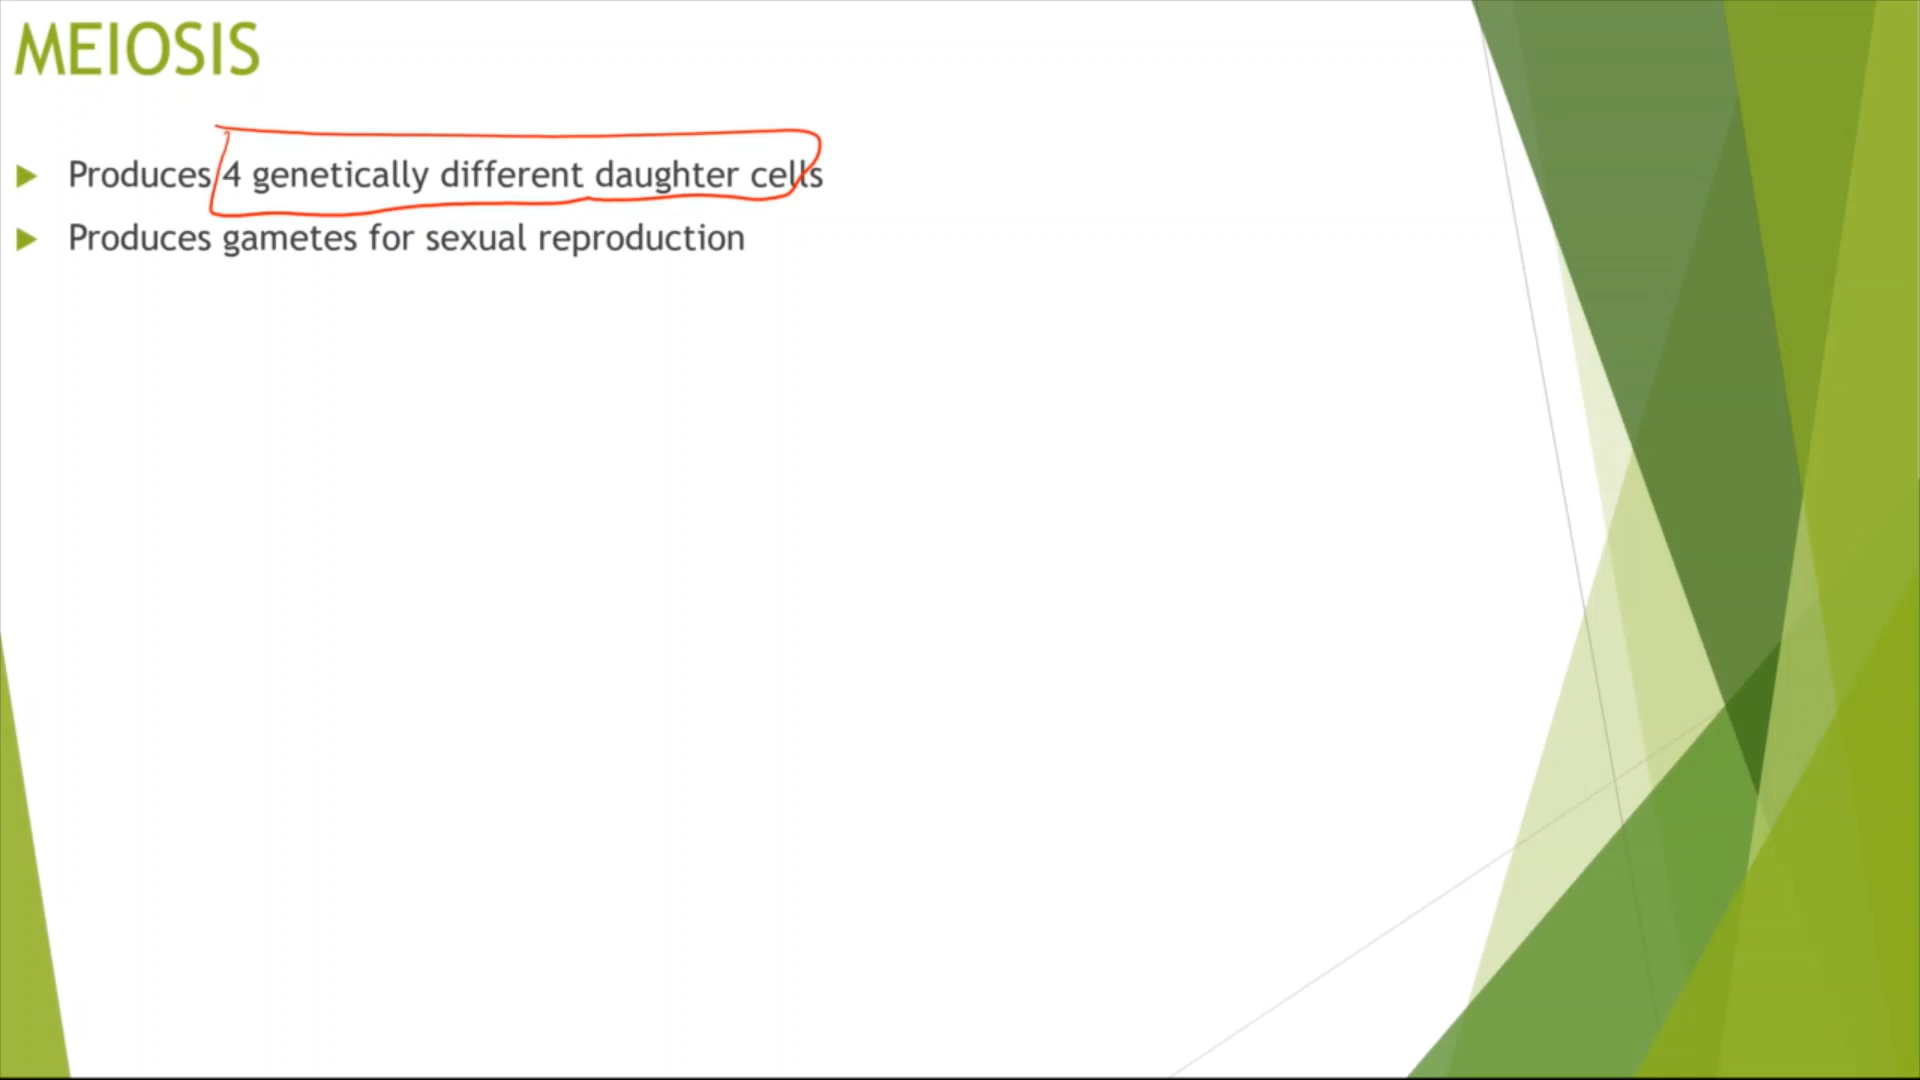 MEIOSIS
Produces 4 genetically different daughter cells
Produces gametes for sexual reproduction